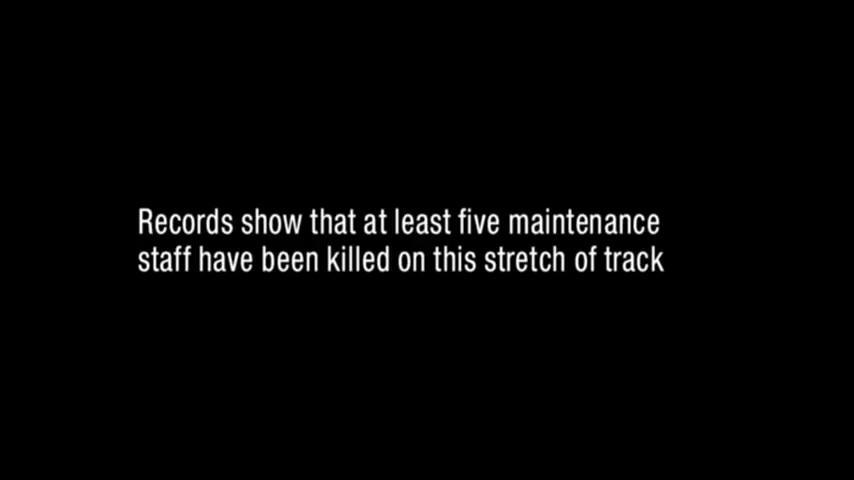 Records show that at least five maintenance
staff have been killed on this stretch of track